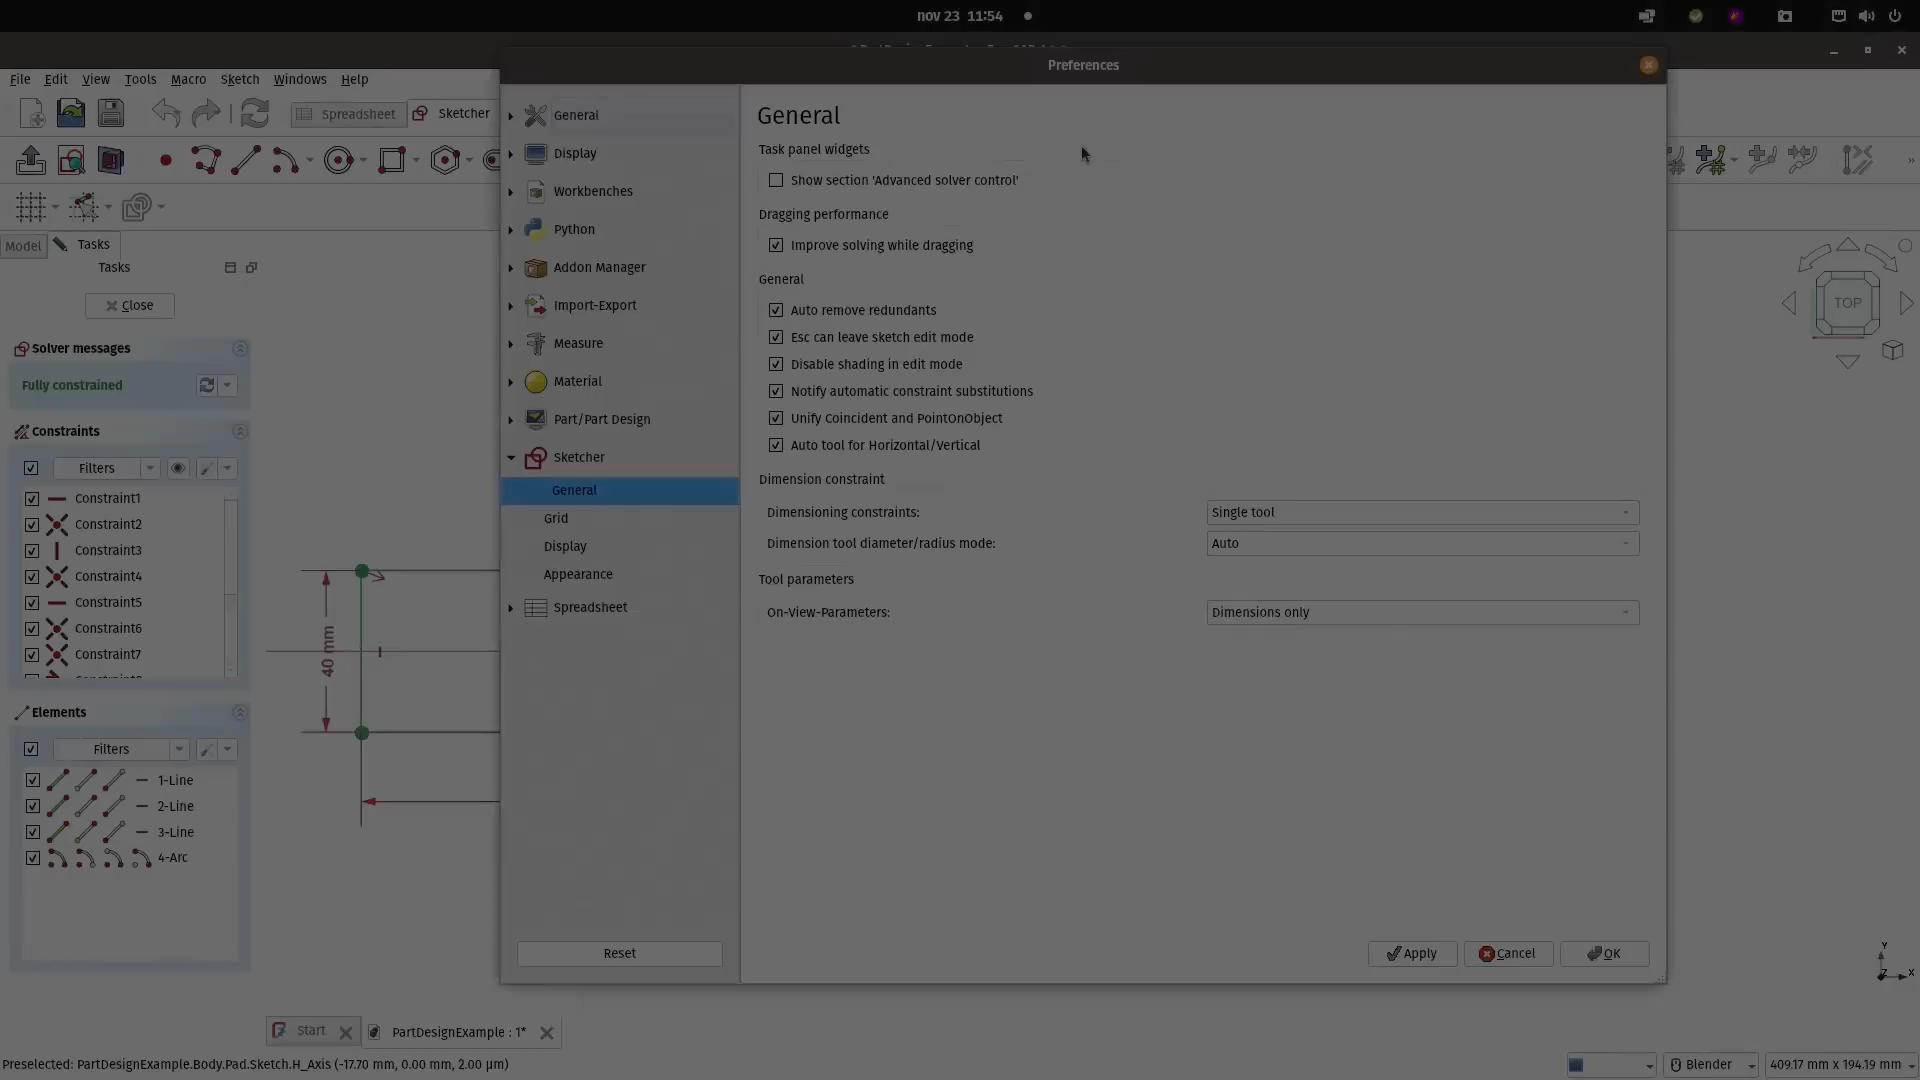 nov 23 11:54
Preferences
File Edit View Tools Macro Sketch Windows Help
Spreadsheet
Sketcher
Model
Tasks
Tasks
Close
Solver messages
Fully constrained
Constraints
Filters
Constraint1
Constraint2
Constraint3
Constraint4
Constraint5
Constraint6
Constraint7
Elements
Filters
1-Line
2-Line
3-Line
4-Arc
40 mm
General
Display
Workbenches
Python
Addon Manager
Import-Export
Measure
Material
Part/Part Design
Sketcher
General
Grid
Display
Appearance
Spreadsheet
Reset
General
Task panel widgets
Show section 'Advanced solver control'
Dragging performance
Improve solving while dragging
General
Auto remove redundants
Esc can leave sketch edit mode
Disable shading in edit mode
Notify automatic constraint substitutions
Unify Coincident and PointOnObject
Auto tool for Horizontal/Vertical
Dimension constraint
Dimensioning constraints: Single tool
Dimension tool diameter/radius mode: Auto
Tool parameters
On-View-Parameters: Dimensions only
Apply
Cancel
OK
TOP
Y
Z
X
Start
PartDesignExample : 1*
Preselected: PartDesignExample.Body.Pad.Sketch.H_Axis (-17.70 mm, 0.00 mm, 2.00 µm)
Blender
409.17 mm x 194.19 mm